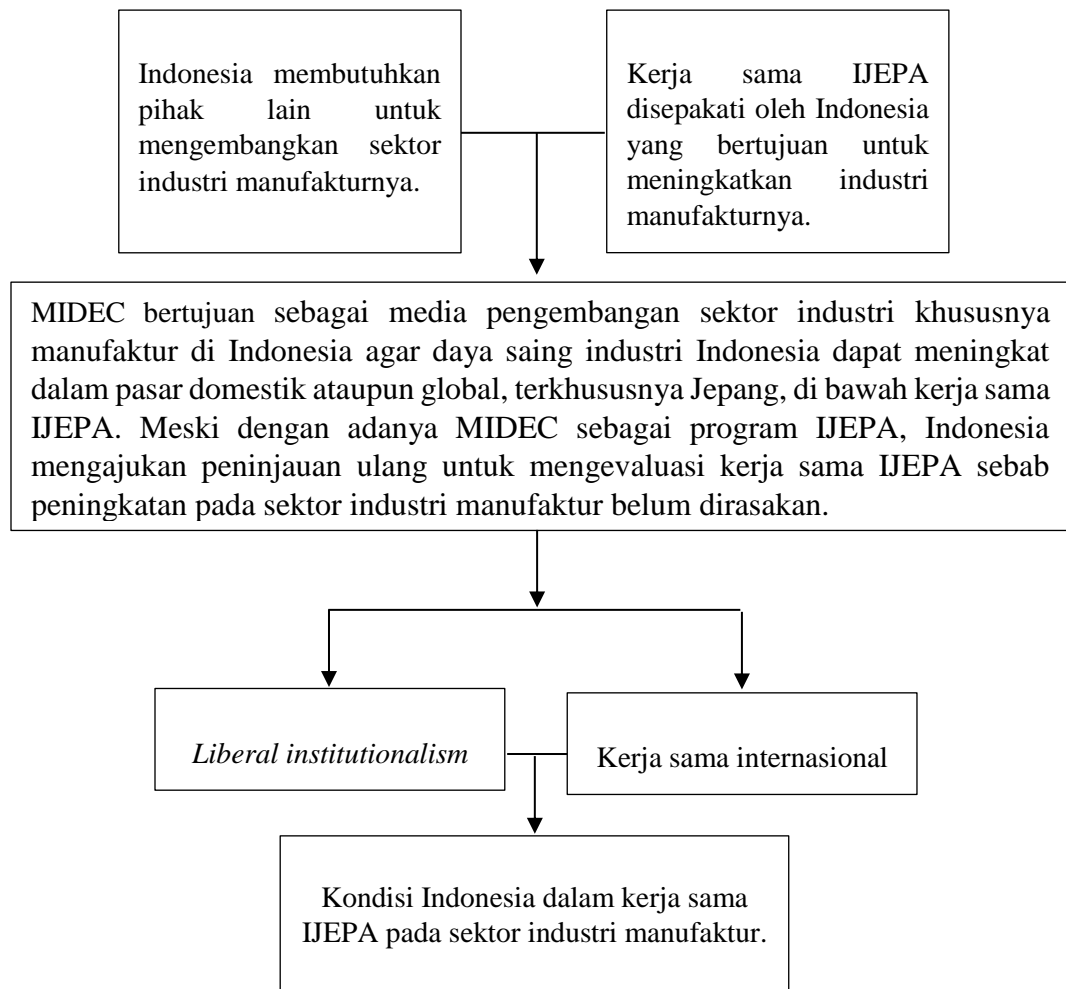 Indonesia membutuhkan
pihak lain untuk
mengembangkan sektor
industri manufakturnya.
Kerja sama IJEPA
disepakati oleh Indonesia
yang bertujuan untuk
meningkatkan industri
manufakturnya.
MIDEC bertujuan sebagai media pengembangan sektor industri khususnya
manufaktur di Indonesia agar daya saing industri Indonesia dapat meningkat
dalam pasar domestik ataupun global, terkhususnya Jepang, di bawah kerja sama
IJEPA. Meski dengan adanya MIDEC sebagai program IJEPA, Indonesia
mengajukan peninjauan ulang untuk mengevaluasi kerja sama IJEPA sebab
peningkatan pada sektor industri manufaktur belum dirasakan.
Liberal institutionalism
Kerja sama internasional
Kondisi Indonesia dalam kerja sama
IJEPA pada sektor industri manufaktur.